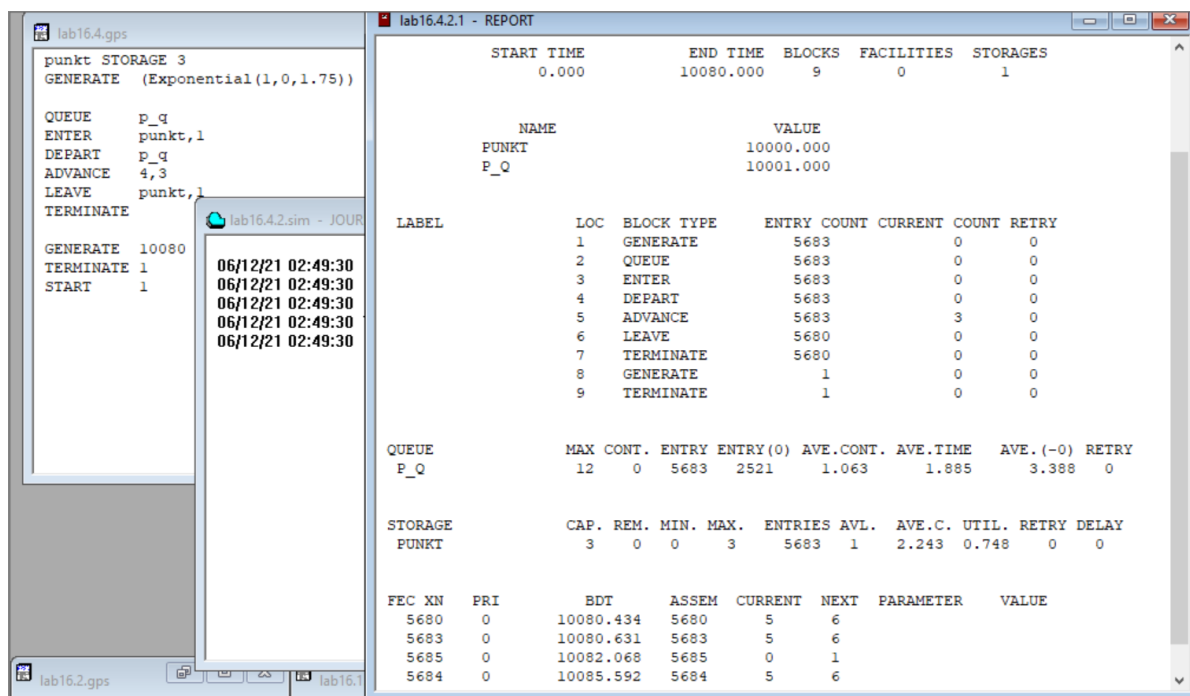 lab16.4.gps
punkt STORAGE 3
GENERATE (Exponential(1,0,1.75))
QUEUE p_q
ENTER punkt,1
DEPART p_q
ADVANCE 4,3
LEAVE punkt,1
TERMINATE
GENERATE 10080
TERMINATE 1
START 1
lab16.4.2.sim - JOUR
06/12/21 02:49:30
06/12/21 02:49:30
06/12/21 02:49:30
06/12/21 02:49:30
06/12/21 02:49:30
lab16.2.gps
lab16.1
lab16.4.2.1 - REPORT
START TIME END TIME BLOCKS FACILITIES STORAGES
0.000 10080.000 9 0 1
NAME VALUE
PUNKT 10000.000
P_Q 10001.000
LABEL LOC BLOCK TYPE ENTRY COUNT CURRENT COUNT RETRY
1 GENERATE 5683 0 0
2 QUEUE 5683 0 0
3 ENTER 5683 0 0
4 DEPART 5683 0 0
5 ADVANCE 5683 3 0
6 LEAVE 5680 0 0
7 TERMINATE 5680 0 0
8 GENERATE 1 0 0
9 TERMINATE 1 0 0
QUEUE MAX CONT. ENTRY ENTRY(0) AVE.CONT. AVE.TIME AVE.(-0) RETRY
P_Q 12 0 5683 2521 1.063 1.885 3.388 0
STORAGE CAP. REM. MIN. MAX. ENTRIES AVL. AVE.C. UTIL. RETRY DELAY
PUNKT 3 0 0 3 5683 1 2.243 0.748 0 0
FEC XN PRI BDT ASSEM CURRENT NEXT PARAMETER VALUE
5680 0 10080.434 5680 5 6
5683 0 10080.631 5683 5 6
5685 0 10082.068 5685 0 1
5684 0 10085.592 5684 5 6